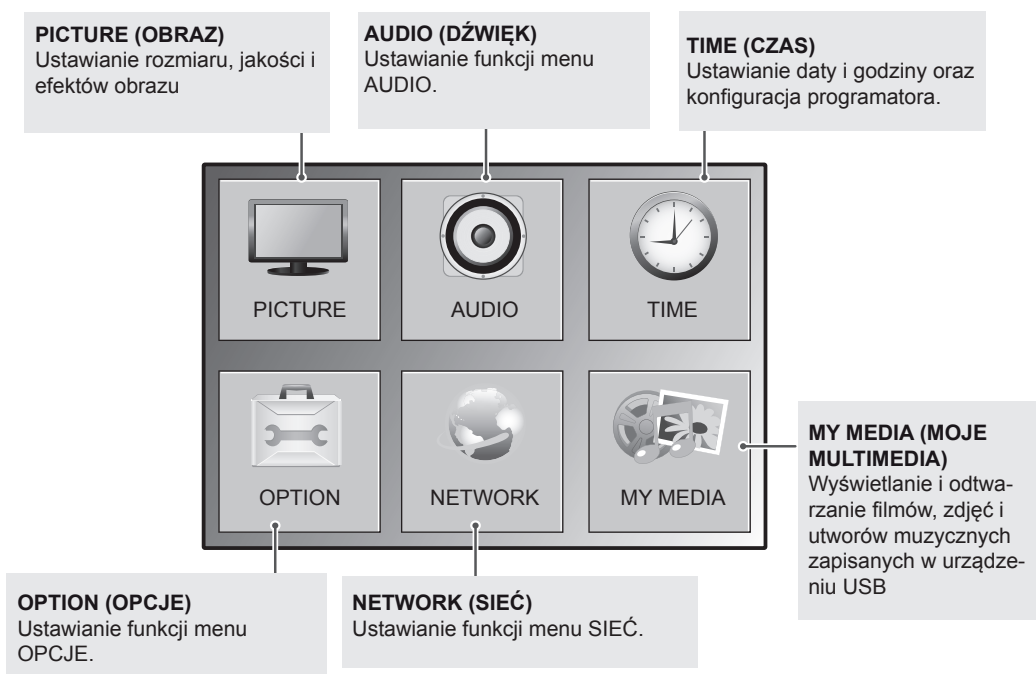 PICTURE (OBRAZ)
Ustawianie rozmiaru, jakości i
efektów obrazu
AUDIO (DŹWIĘK)
Ustawianie funkcji menu
AUDIO.
TIME (CZAS)
Ustawianie daty i godziny oraz
konfiguracja programatora.
PICTURE
AUDIO
TIME
OPTION
NETWORK
MY MEDIA
MY MEDIA (MOJE
MULTIMEDIA)
Wyświetlanie i odtwa-
rzanie filmów, zdjęć i
utworów muzycznych
zapisanych w urządze-
niu USB
OPTION (OPCJE)
Ustawianie funkcji menu
OPCJE.
NETWORK (SIEĆ)
Ustawianie funkcji menu SIEĆ.